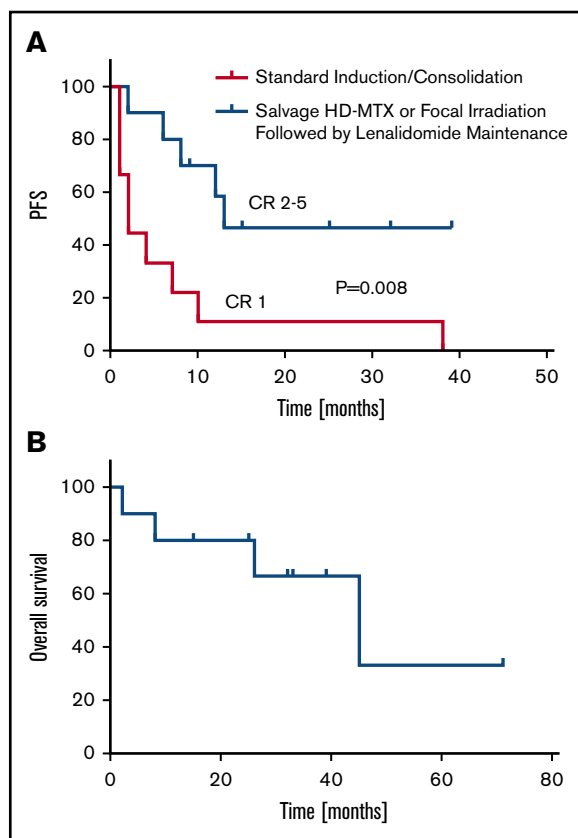 A
Standard Induction/Consolidation
Salvage HD-MTX or Focal Irradiation
Followed by Lenalidomide Maintenance
100
80
60
40
20
0
PFS
CR 2-5
CR 1
P=0.008
0 10 20 30 40 50
Time [months]
B
100
80
60
40
80
0
Overall survival
0 20 40 60 80
Time [months]